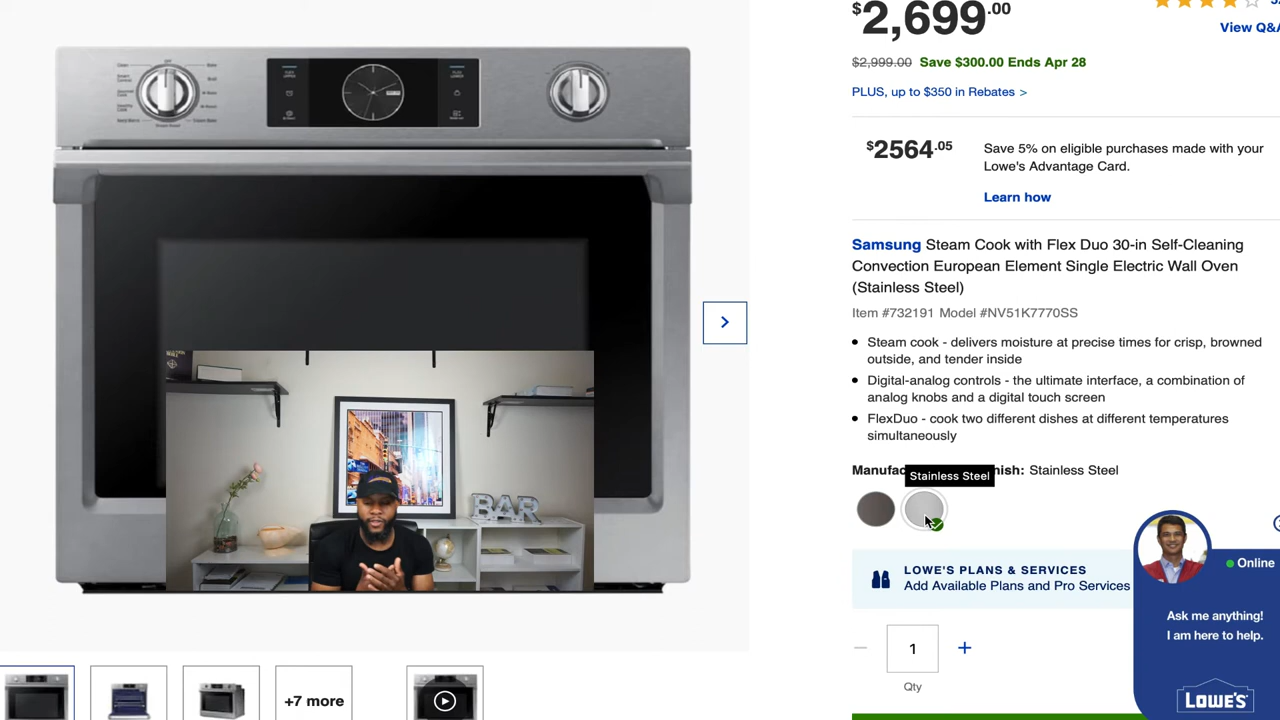 $2,699.00
View Q&A
$2,999.00 Save $300.00 Ends Apr 28
PLUS, up to $350 in Rebates >
$2564.05
Save 5% on eligible purchases made with your
Lowe's Advantage Card.
Learn how
Samsung Steam Cook with Flex Duo 30-in Self-Cleaning
Convection European Element Single Electric Wall Oven
(Stainless Steel)
Item #732191 Model #NV51K7770SS
Steam cook - delivers moisture at precise times for crisp, browned
outside, and tender inside
Digital-analog controls - the ultimate interface, a combination of
analog knobs and a digital touch screen
FlexDuo - cook two different dishes at different temperatures
simultaneously
Manufac nish: Stainless Steel
Stainless Steel
BAR
LOWE'S PLANS & SERVICES
Add Available Plans and Pro Services
Online
Ask me anything!
I am here to help.
LOWE'S
1
Qty
+7 more